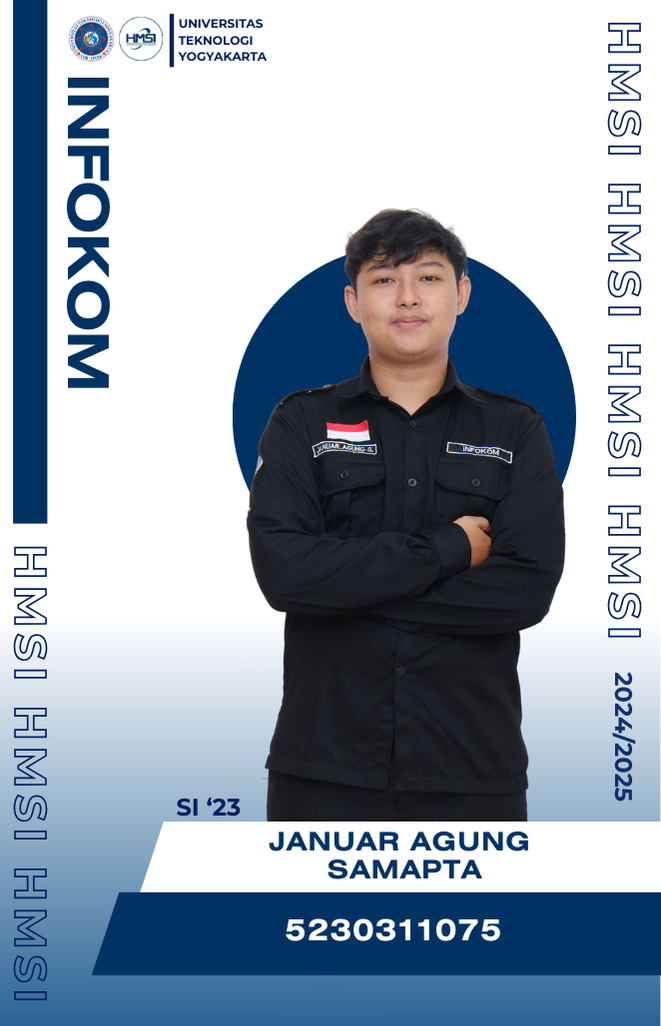 HMSI
UNIVERSITAS
TEKNOLOGI
YOGYAKARTA
INFOKOM
HMSI HMSI HMSI HMSI
2024/2025
JANUAR AGUNG S.
INFOKOM
HMSI HMSI HMSI
SI ‘23
JANUAR AGUNG
SAMAPTA
5230311075